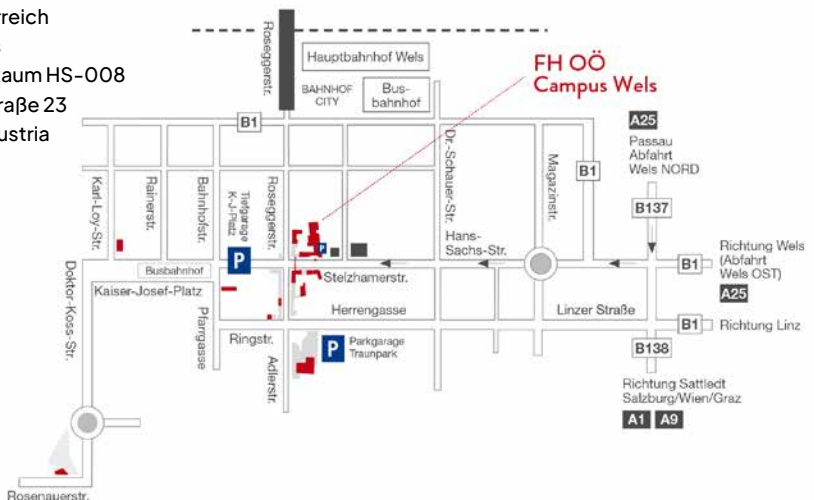 rreich
aum HS-008
raße 23
ustria
Roseggerstr.
Hauptbahnhof Wels
BAHNHOF
CITY
Bus-
bahnhof
FH OÖ
Campus Wels
B1
A25
Passau
Abfahrt
Wels NORD
B1
B137
Karl-Loy-Str.
Rainerstr.
Bahnhofstr.
Tiefgarage
K-J-Platz
Roseggerstr.
Dr.-Schauer-Str.
Magazinstr.
P
P
Hans-
Sachs-Str.
Richtung Wels
(Abfahrt
Wels OST)
A25
B1
Busbahnhof
Stelzhamerstr.
Kaiser-Josef-Platz
Doktor-Koss-Str.
Pfarrgasse
Herrengasse
Linzer Straße
B1
Richtung Linz
Ringstr.
Adlerstr.
P
Parkgarage
Traunpark
B138
Richtung Sattledt
Salzburg/Wien/Graz
A1
A9
Rosenauerstr.